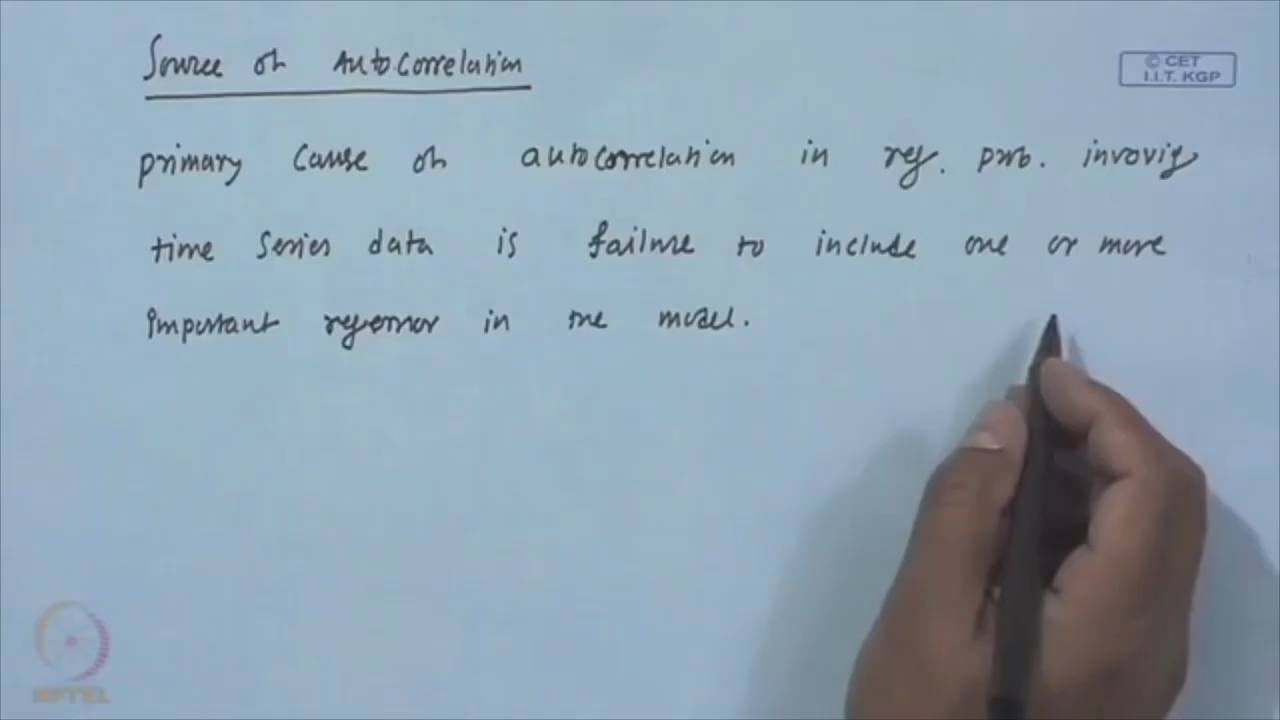 Source of Autocorrelation
© CET
I.I.T. KGP
primary cause of autocorrelation in reg. prob. invovig
time series data is failure to include one or more
important regressor in the model.
NPTEL